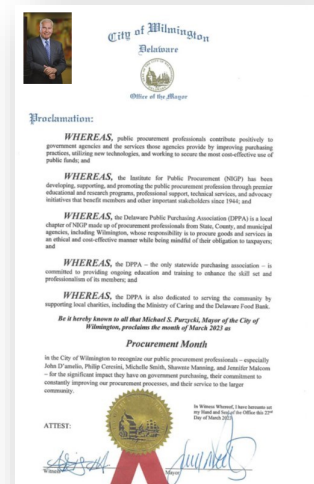 City of Wilmington
Delaware
Office of the Mayor
Proclamation:
WHEREAS, public procurement professionals contribute positively to
government agencies and the services those agencies provide by improving purchasing
practices, utilizing new technologies, and working to secure the most cost-effective use of
public funds; and
WHEREAS, the Institute for Public Procurement (NIGP) has been
developing, supporting, and promoting the public procurement profession through premier
educational and research programs, professional support, technical services, and advocacy
initiatives that benefit members and other important stakeholders since 1944; and
WHEREAS, the Delaware Public Purchasing Association (DPPA) is a local
chapter of NIGP made up of procurement professionals from State, County, and municipal
agencies, including Wilmington, whose responsibility is to procure goods and services in
an ethical and cost-effective manner while being mindful of their obligation to taxpayers;
and
WHEREAS, the DPPA – the only statewide purchasing association – is
committed to providing ongoing education and training to enhance the skill set and
professionalism of its members; and
WHEREAS, the DPPA is also dedicated to serving the community by
supporting local charities, including the Ministry of Caring and the Delaware Food Bank.
Be it hereby known to all that Michael S. Purzycki, Mayor of the City of
Wilmington, proclaims the month of March 2023 as
Procurement Month
in the City of Wilmington to recognize our public procurement professionals – especially
John D'amelio, Philip Ceresini, Michelle Smith, Shawnte Manning, and Jennifer Malcom
– for the significant impact they have on government purchasing, their commitment to
constantly improving our procurement processes, and their service to the larger
community.
In Witness Whereof, I have hereunto set
my Hand and Seal of the Office this 23rd
Day of March 2023.
ATTEST:
Witness
Mayor